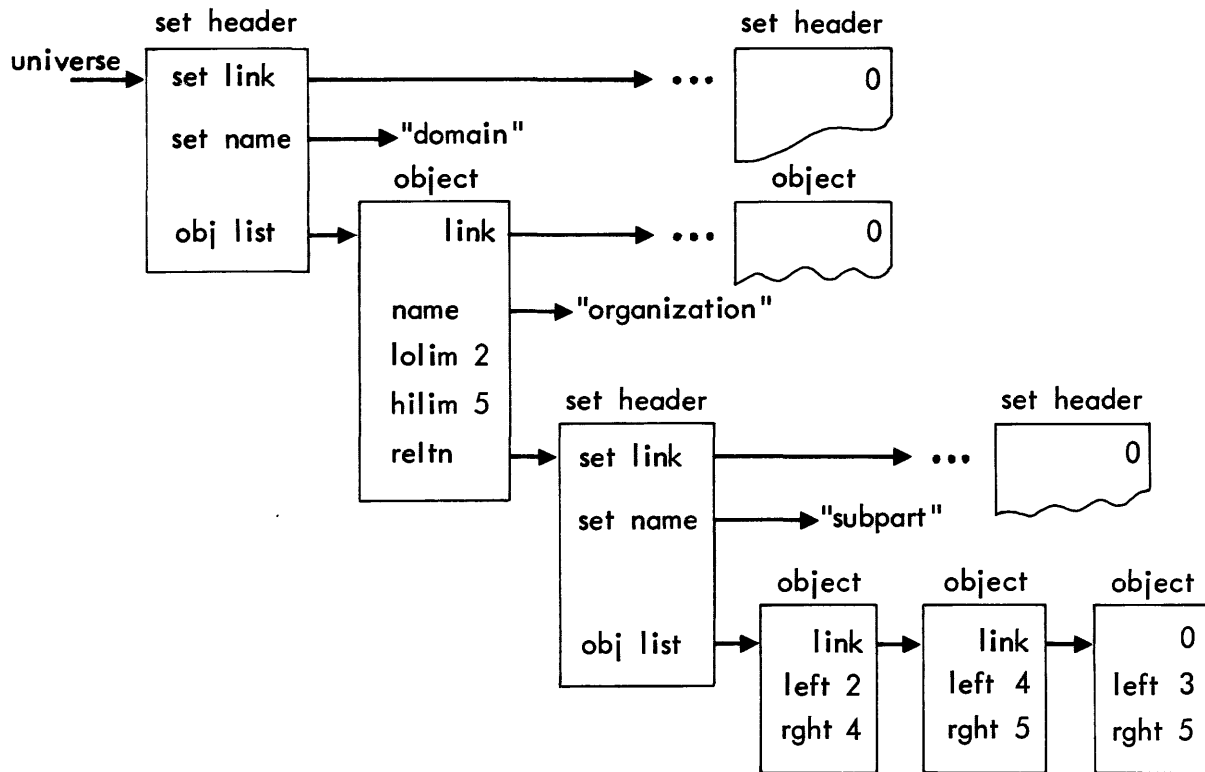 set header
set header
universe
set link
...
0
set name
"domain"
object
object
obj list
link
...
0
name
"organization"
lolim 2
hilim 5
set header
set header
reltn
set link
...
0
set name
"subpart"
object
object
object
obj list
link
link
0
left 2
left 4
left 3
rght 4
rght 5
rght 5